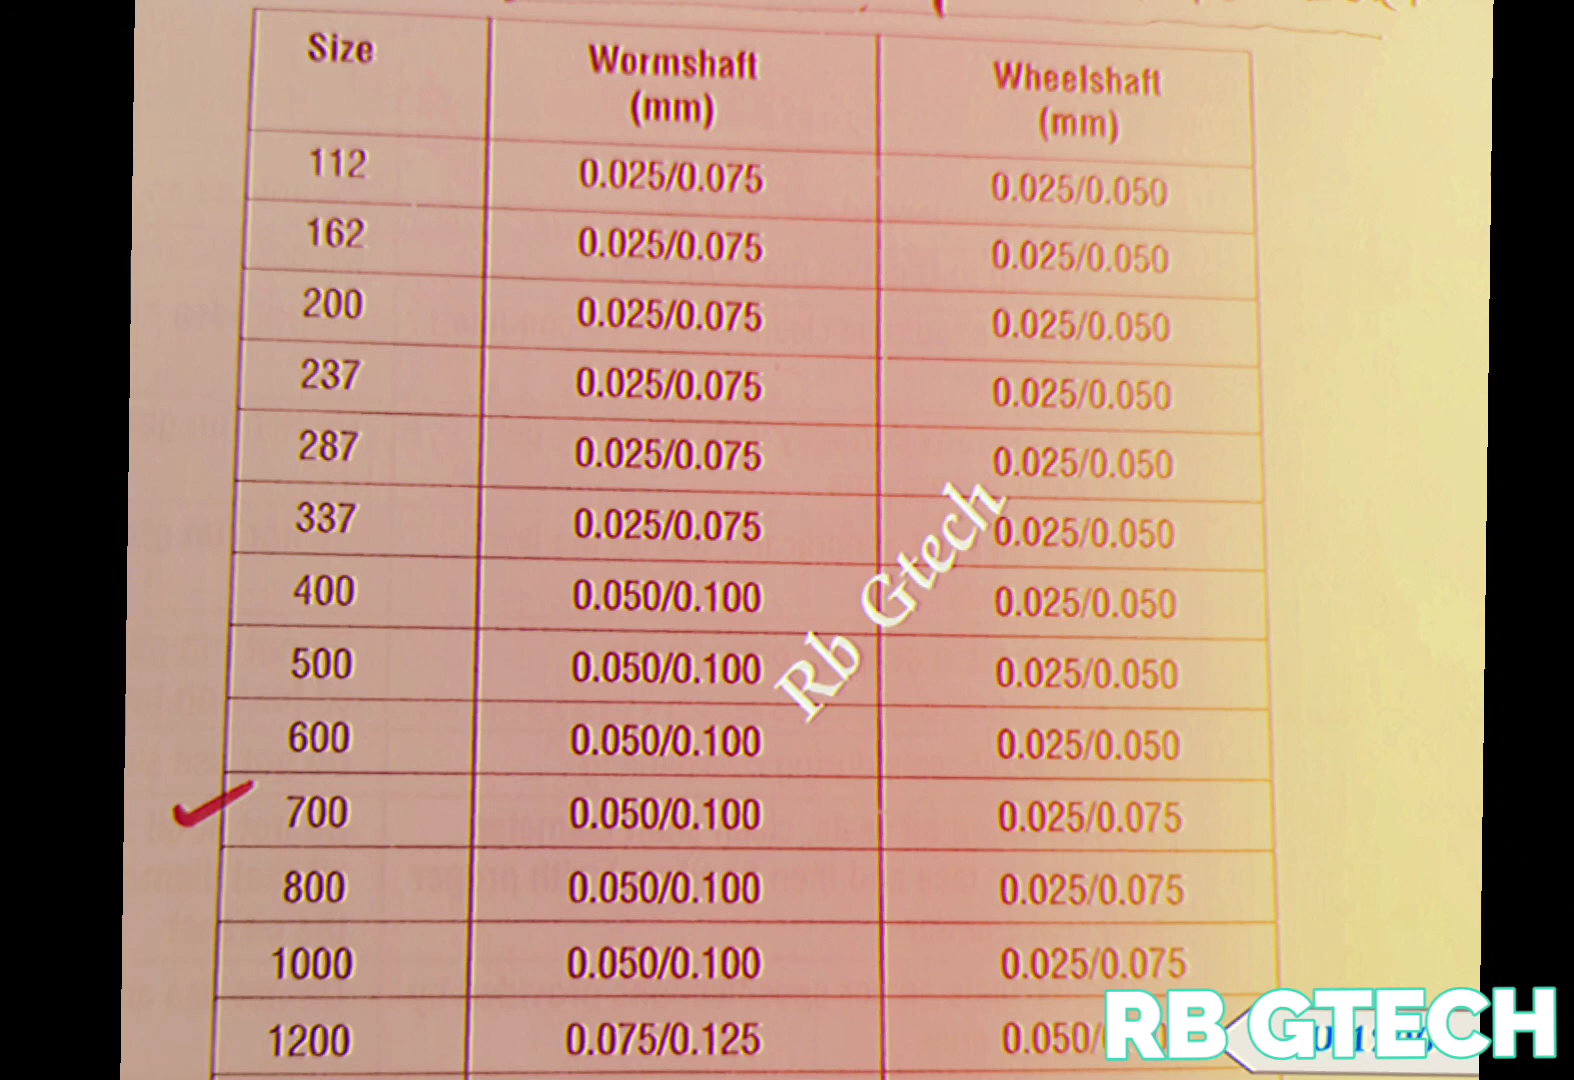 Size Wormshaft (mm) Wheelshaft (mm)
112 0.025/0.075 0.025/0.050
162 0.025/0.075 0.025/0.050
200 0.025/0.075 0.025/0.050
237 0.025/0.075 0.025/0.050
287 0.025/0.075 0.025/0.050
337 0.025/0.075 0.025/0.050
400 0.050/0.100 0.025/0.050
500 0.050/0.100 0.025/0.050
600 0.050/0.100 0.025/0.050
700 0.050/0.100 0.025/0.075
800 0.050/0.100 0.025/0.075
1000 0.050/0.100 0.025/0.075
1200 0.075/0.125
Rb Gtech
RB GTECH